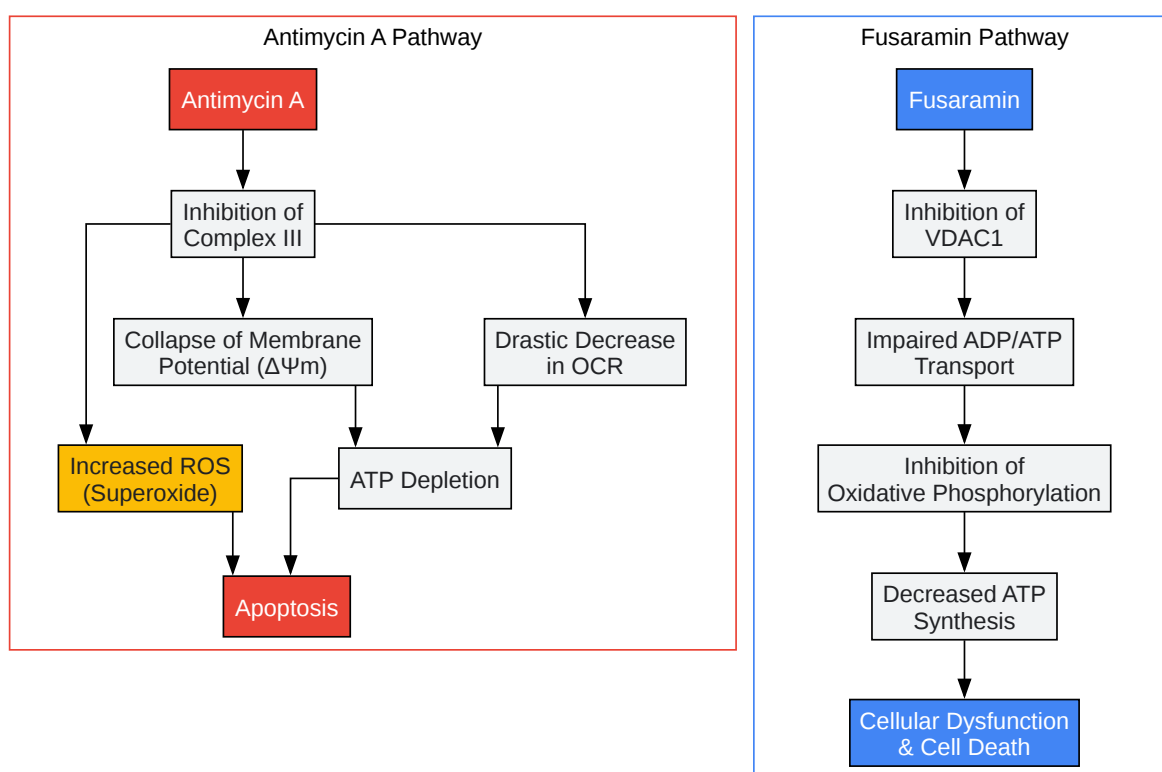 Antimycin A Pathway
Antimycin A
Inhibition of
Complex III
Collapse of Membrane
Potential (ΔΨm)
Drastic Decrease
in OCR
Increased ROS
(Superoxide)
ATP Depletion
Apoptosis
Fusaramin Pathway
Fusaramin
Inhibition of
VDAC1
Impaired ADP/ATP
Transport
Inhibition of
Oxidative Phosphorylation
Decreased ATP
Synthesis
Cellular Dysfunction
& Cell Death